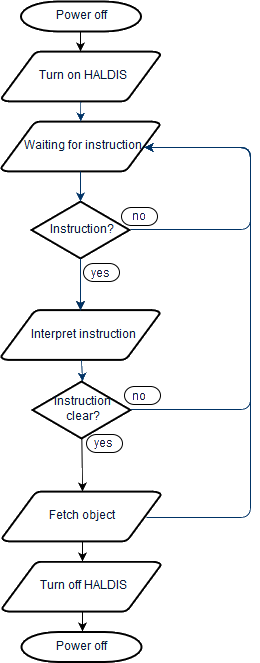 Power off
Turn on HALDIS
Waiting for instruction
Instruction?
no
yes
Interpret instruction
Instruction
clear?
no
yes
Fetch object
Turn off HALDIS
Power off